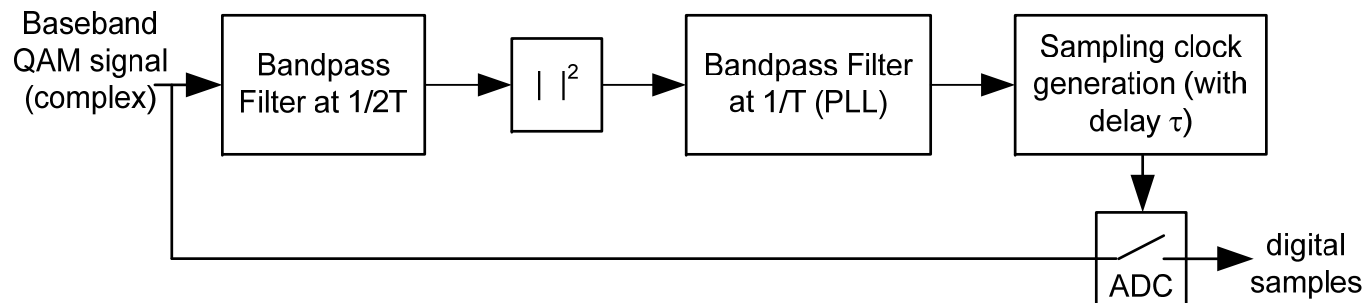 Baseband
QAM signal
(complex)
Bandpass
Filter at 1/2T
| |²
Bandpass Filter
at 1/T (PLL)
Sampling clock
generation (with
delay τ)
ADC
digital
samples